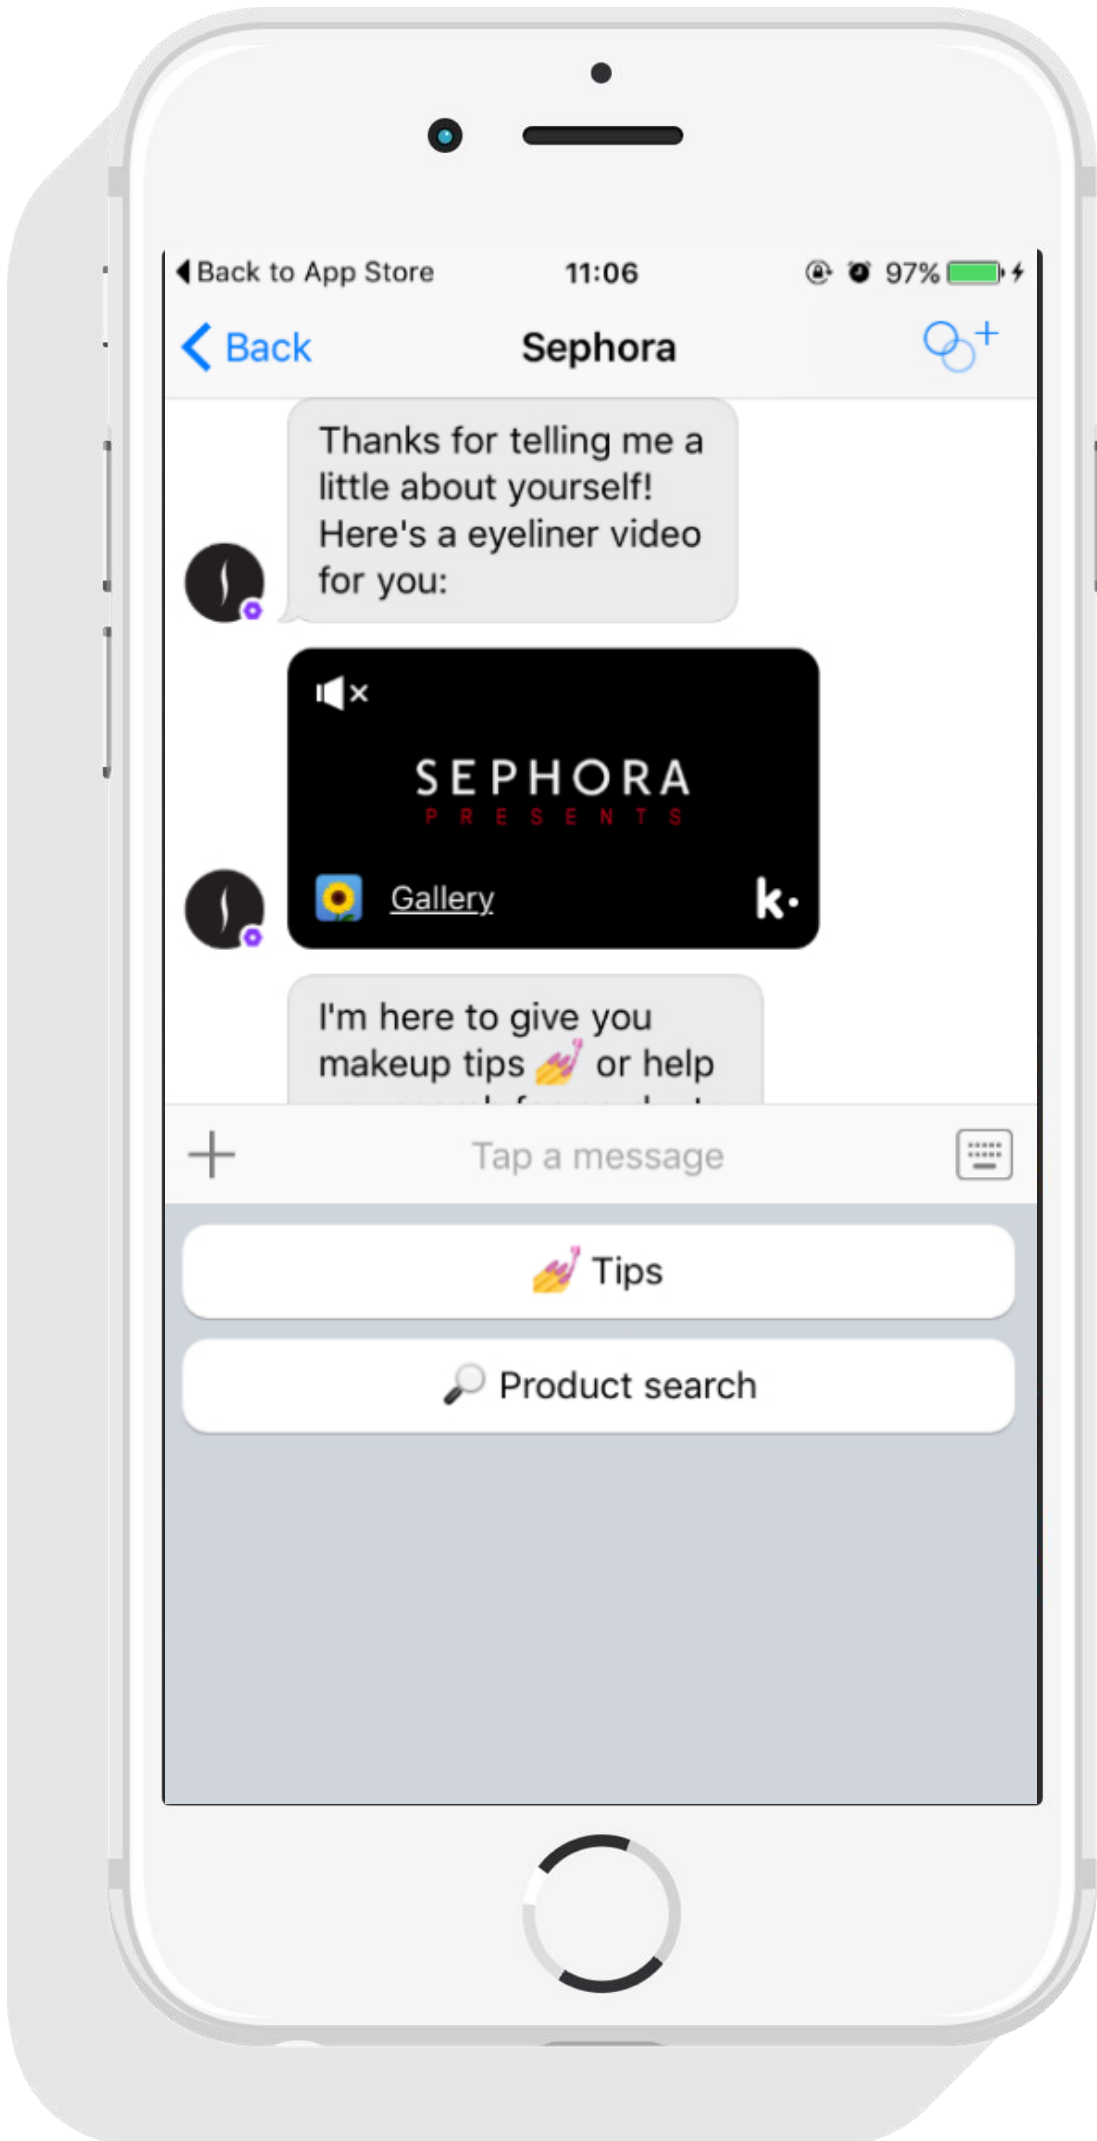 Back to App Store 11:06 97%
Back Sephora
Thanks for telling me a
little about yourself!
Here's a eyeliner video
for you:
SEPHORA
PRESENTS
Gallery k.
I'm here to give you
makeup tips 💅 or help
Tap a message
💅 Tips
🔎 Product search